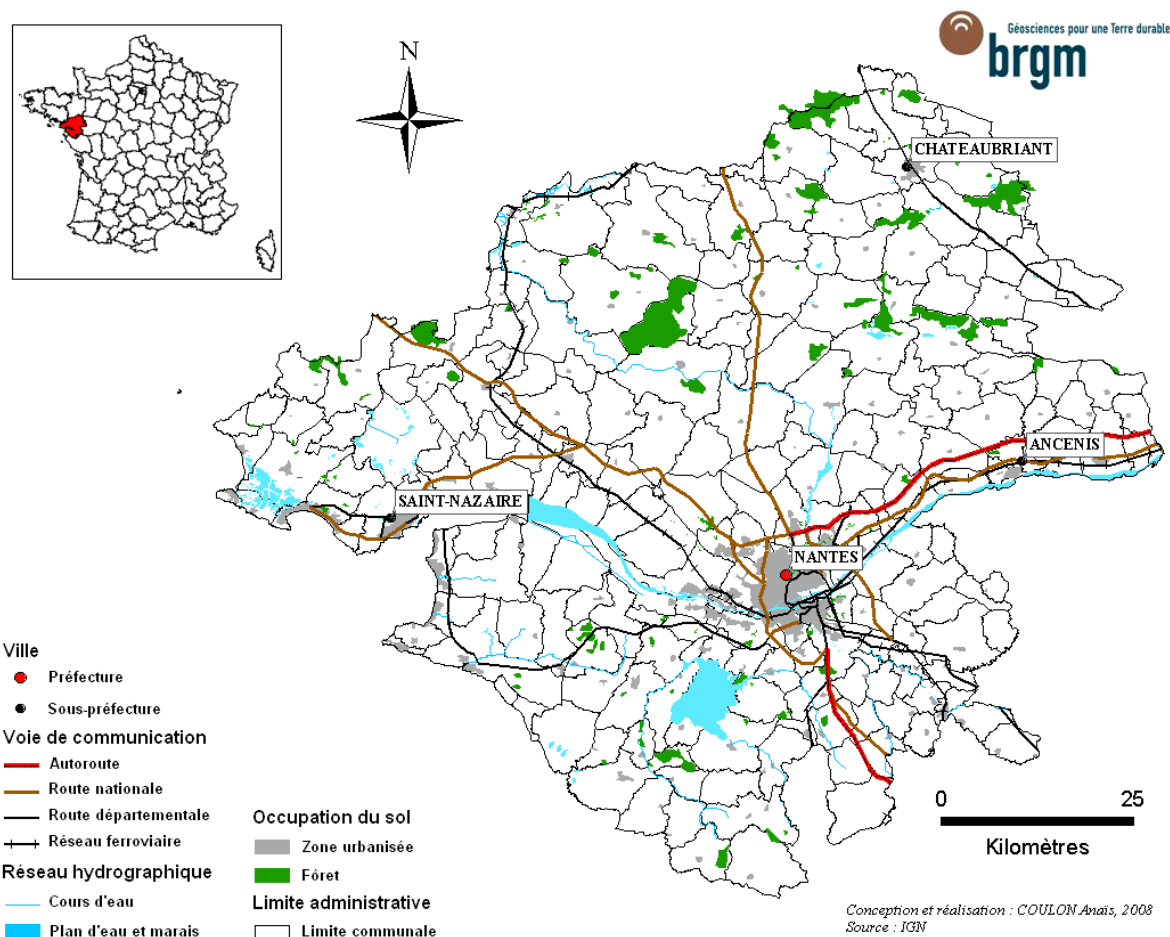 Géosciences pour une Terre durable
brgm
N
CHATEAUBRIANT
ANCENIS
SAINT-NAZAIRE
NANTES
Ville
Préfecture
Sous-préfecture
Voie de communication
Autoroute
Route nationale
Route départementale
Réseau ferroviaire
Réseau hydrographique
Cours d'eau
Plan d'eau et marais
Occupation du sol
Zone urbanisée
Fôret
Limite administrative
Limite communale
0 25
Kilomètres
Conception et réalisation : COULON Anaïs, 2008
Source : IGN